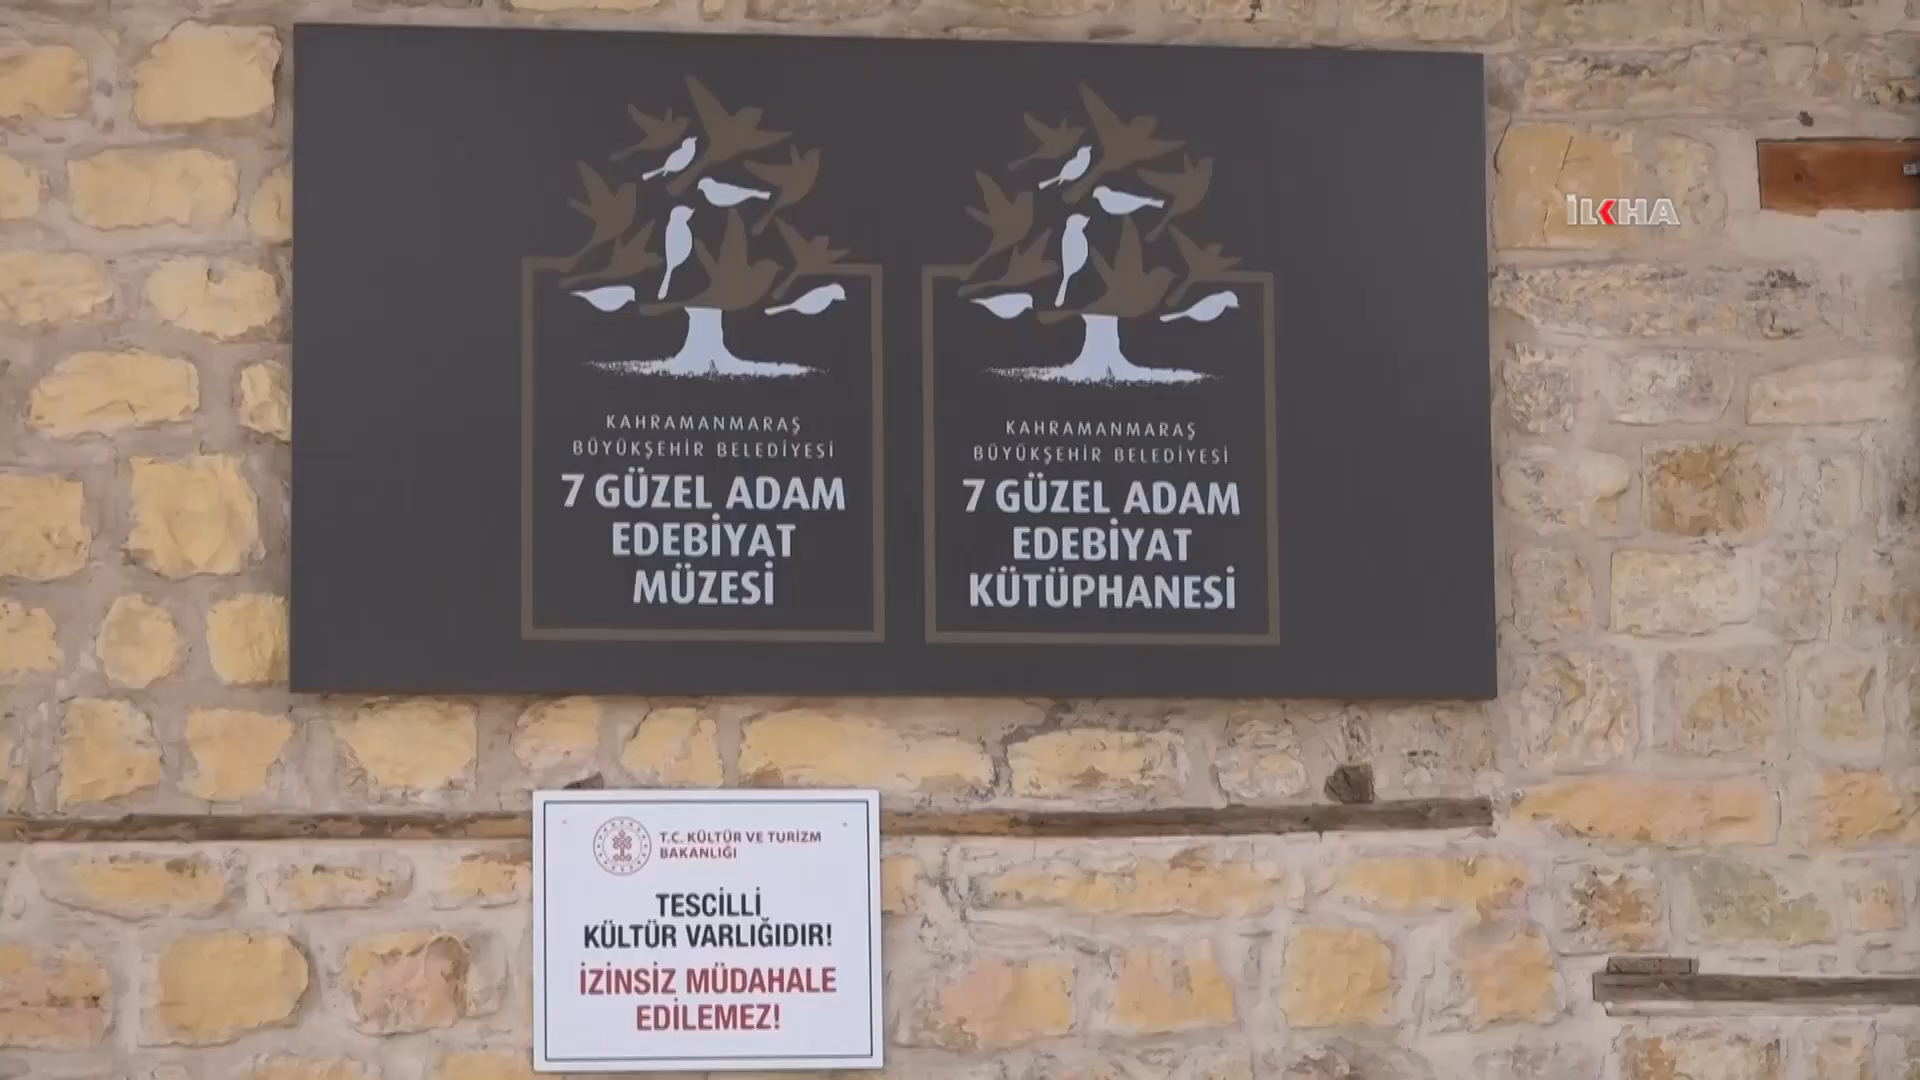 KAHRAMANMARAŞ
BÜYÜKŞEHİR BELEDİYESİ
7 GÜZEL ADAM
EDEBİYAT
MÜZESİ
KAHRAMANMARAŞ
BÜYÜKŞEHİR BELEDİYESİ
7 GÜZEL ADAM
EDEBİYAT
KÜTÜPHANESİ
İLKHA
T.C. KÜLTÜR VE TURİZM
BAKANLIĞI
TESCİLLİ
KÜLTÜR VARLIĞIDIR!
İZİNSİZ MÜDAHALE
EDİLEMEZ!